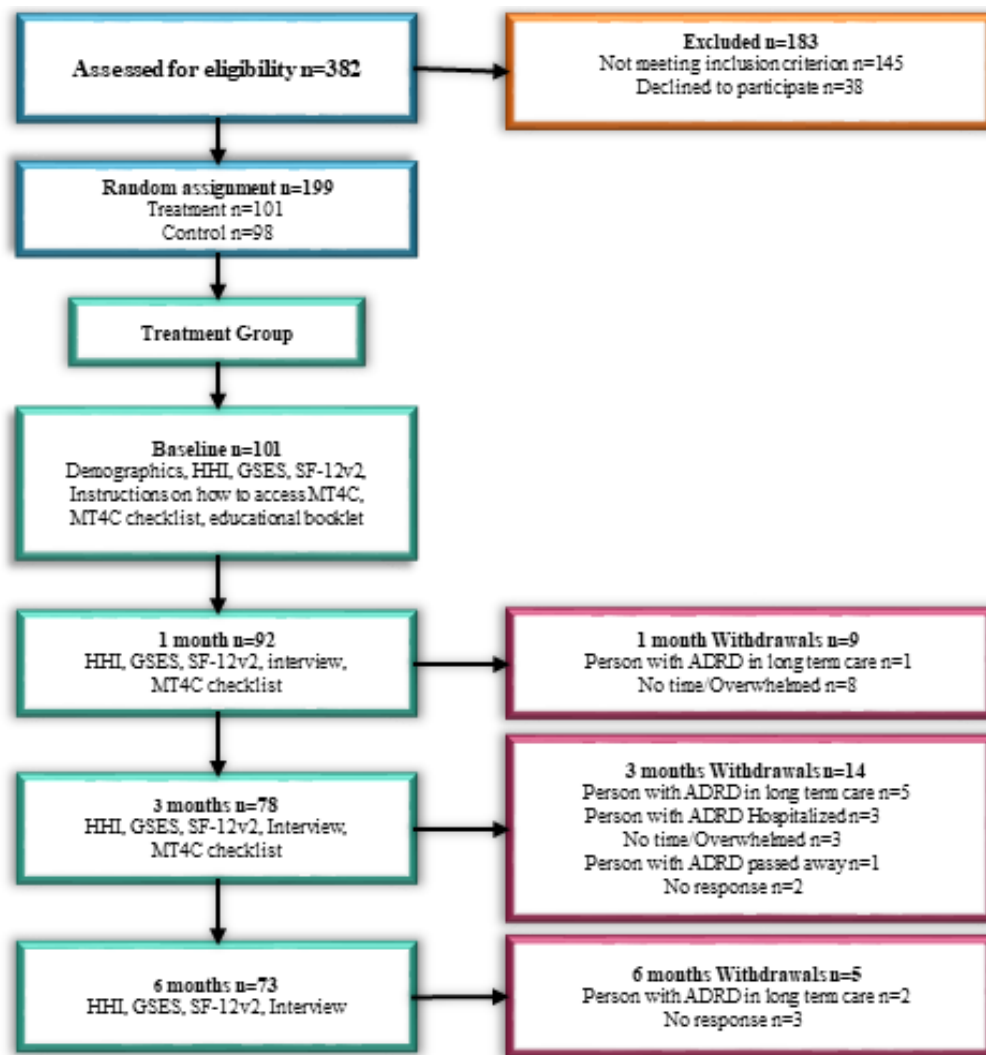 Assessed for eligibility n=382
Excluded n=183
Not meeting inclusion criterion n=145
Declined to participate n=38
Random assignment n=199
Treatment n=101
Control n=98
Treatment Group
Baseline n=101
Demographics, HHI, GSES, SF-12v2,
Instructions on how to access MT4C,
MT4C checklist, educational booklet
1 month n=92
HHI, GSES, SF-12v2, interview,
MT4C checklist
1 month Withdrawals n=9
Person with ADRD in long term care n=1
No time/Overwhelmed n=8
3 months n=78
HHI, GSES, SF-12v2, Interview,
MT4C checklist
3 months Withdrawals n=14
Person with ADRD in long term care n=5
Person with ADRD Hospitalized n=3
No time/Overwhelmed n=3
Person with ADRD passed away n=1
No response n=2
6 months n=73
HHI, GSES, SF-12v2, Interview
6 months Withdrawals n=5
Person with ADRD in long term care n=2
No response n=3